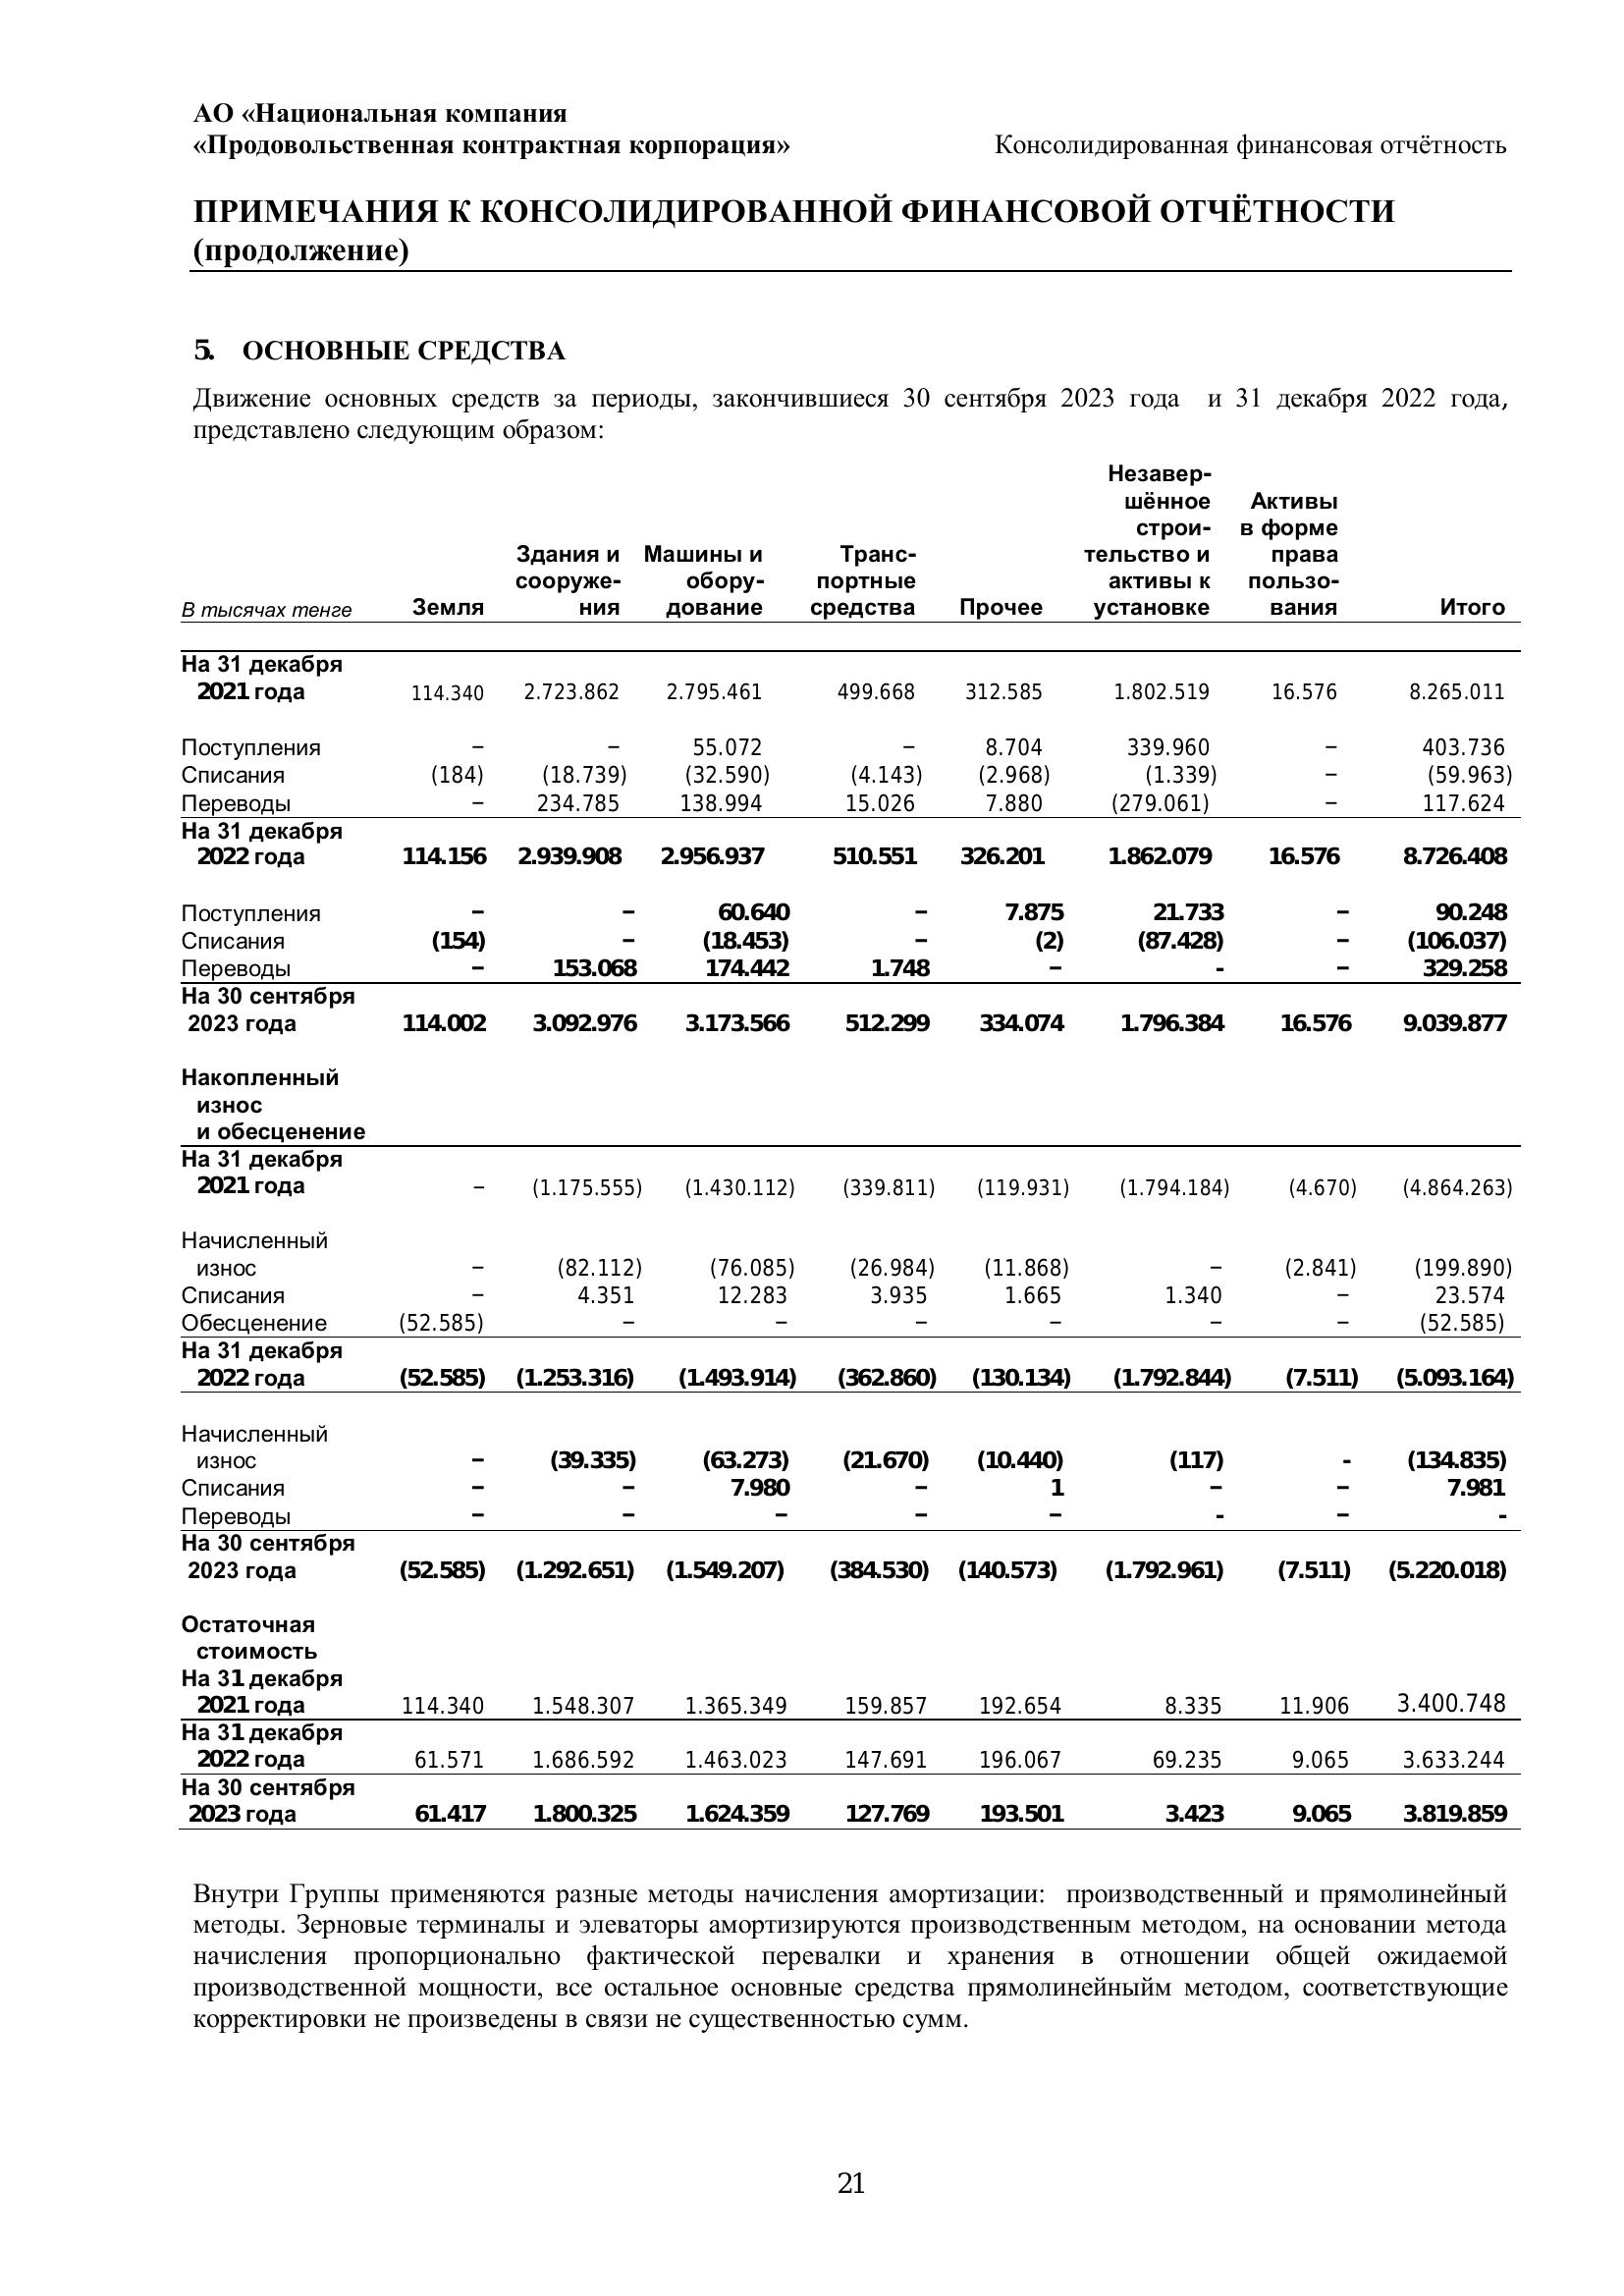 АО «Национальная компания
«Продовольственная контрактная корпорация» Консолидированная финансовая отчётность
ПРИМЕЧАНИЯ К КОНСОЛИДИРОВАННОЙ ФИНАНСОВОЙ ОТЧЁТНОСТИ
(продолжение)
5. ОСНОВНЫЕ СРЕДСТВА
Движение основных средств за периоды, закончившиеся 30 сентября 2023 года и 31 декабря 2022 года,
представлено следующим образом:
Незавер-
шённое Активы
строи- в форме
Здания и Машины и Транс- тельство и права
сооруже- обору- портные активы к пользо-
В тысячах тенге Земля ния дование средства Прочее установке вания Итого
На 31 декабря
2021 года 114.340 2.723.862 2.795.461 499.668 312.585 1.802.519 16.576 8.265.011
Поступления – – 55.072 – 8.704 339.960 – 403.736
Списания (184) (18.739) (32.590) (4.143) (2.968) (1.339) – (59.963)
Переводы – 234.785 138.994 15.026 7.880 (279.061) – 117.624
На 31 декабря
2022 года 114.156 2.939.908 2.956.937 510.551 326.201 1.862.079 16.576 8.726.408
Поступления – – 60.640 – 7.875 21.733 – 90.248
Списания (154) – (18.453) – (2) (87.428) – (106.037)
Переводы – 153.068 174.442 1.748 – - – 329.258
На 30 сентября
2023 года 114.002 3.092.976 3.173.566 512.299 334.074 1.796.384 16.576 9.039.877
Накопленный
износ
и обесценение
На 31 декабря
2021 года – (1.175.555) (1.430.112) (339.811) (119.931) (1.794.184) (4.670) (4.864.263)
Начисленный
износ – (82.112) (76.085) (26.984) (11.868) – (2.841) (199.890)
Списания – 4.351 12.283 3.935 1.665 1.340 – 23.574
Обесценение (52.585) – – – – – – (52.585)
На 31 декабря
2022 года (52.585) (1.253.316) (1.493.914) (362.860) (130.134) (1.792.844) (7.511) (5.093.164)
Начисленный
износ – (39.335) (63.273) (21.670) (10.440) (117) - (134.835)
Списания – – 7.980 – 1 – – 7.981
Переводы – – – – – - – -
На 30 сентября
2023 года (52.585) (1.292.651) (1.549.207) (384.530) (140.573) (1.792.961) (7.511) (5.220.018)
Остаточная
стоимость
На 31 декабря
2021 года 114.340 1.548.307 1.365.349 159.857 192.654 8.335 11.906 3.400.748
На 31 декабря
2022 года 61.571 1.686.592 1.463.023 147.691 196.067 69.235 9.065 3.633.244
На 30 сентября
2023 года 61.417 1.800.325 1.624.359 127.769 193.501 3.423 9.065 3.819.859
Внутри Группы применяются разные методы начисления амортизации: производственный и прямолинейный
методы. Зерновые терминалы и элеваторы амортизируются производственным методом, на основании метода
начисления пропорционально фактической перевалки и хранения в отношении общей ожидаемой
производственной мощности, все остальное основные средства прямолинейныйм методом, соответствующие
корректировки не произведены в связи не существенностью сумм.
21